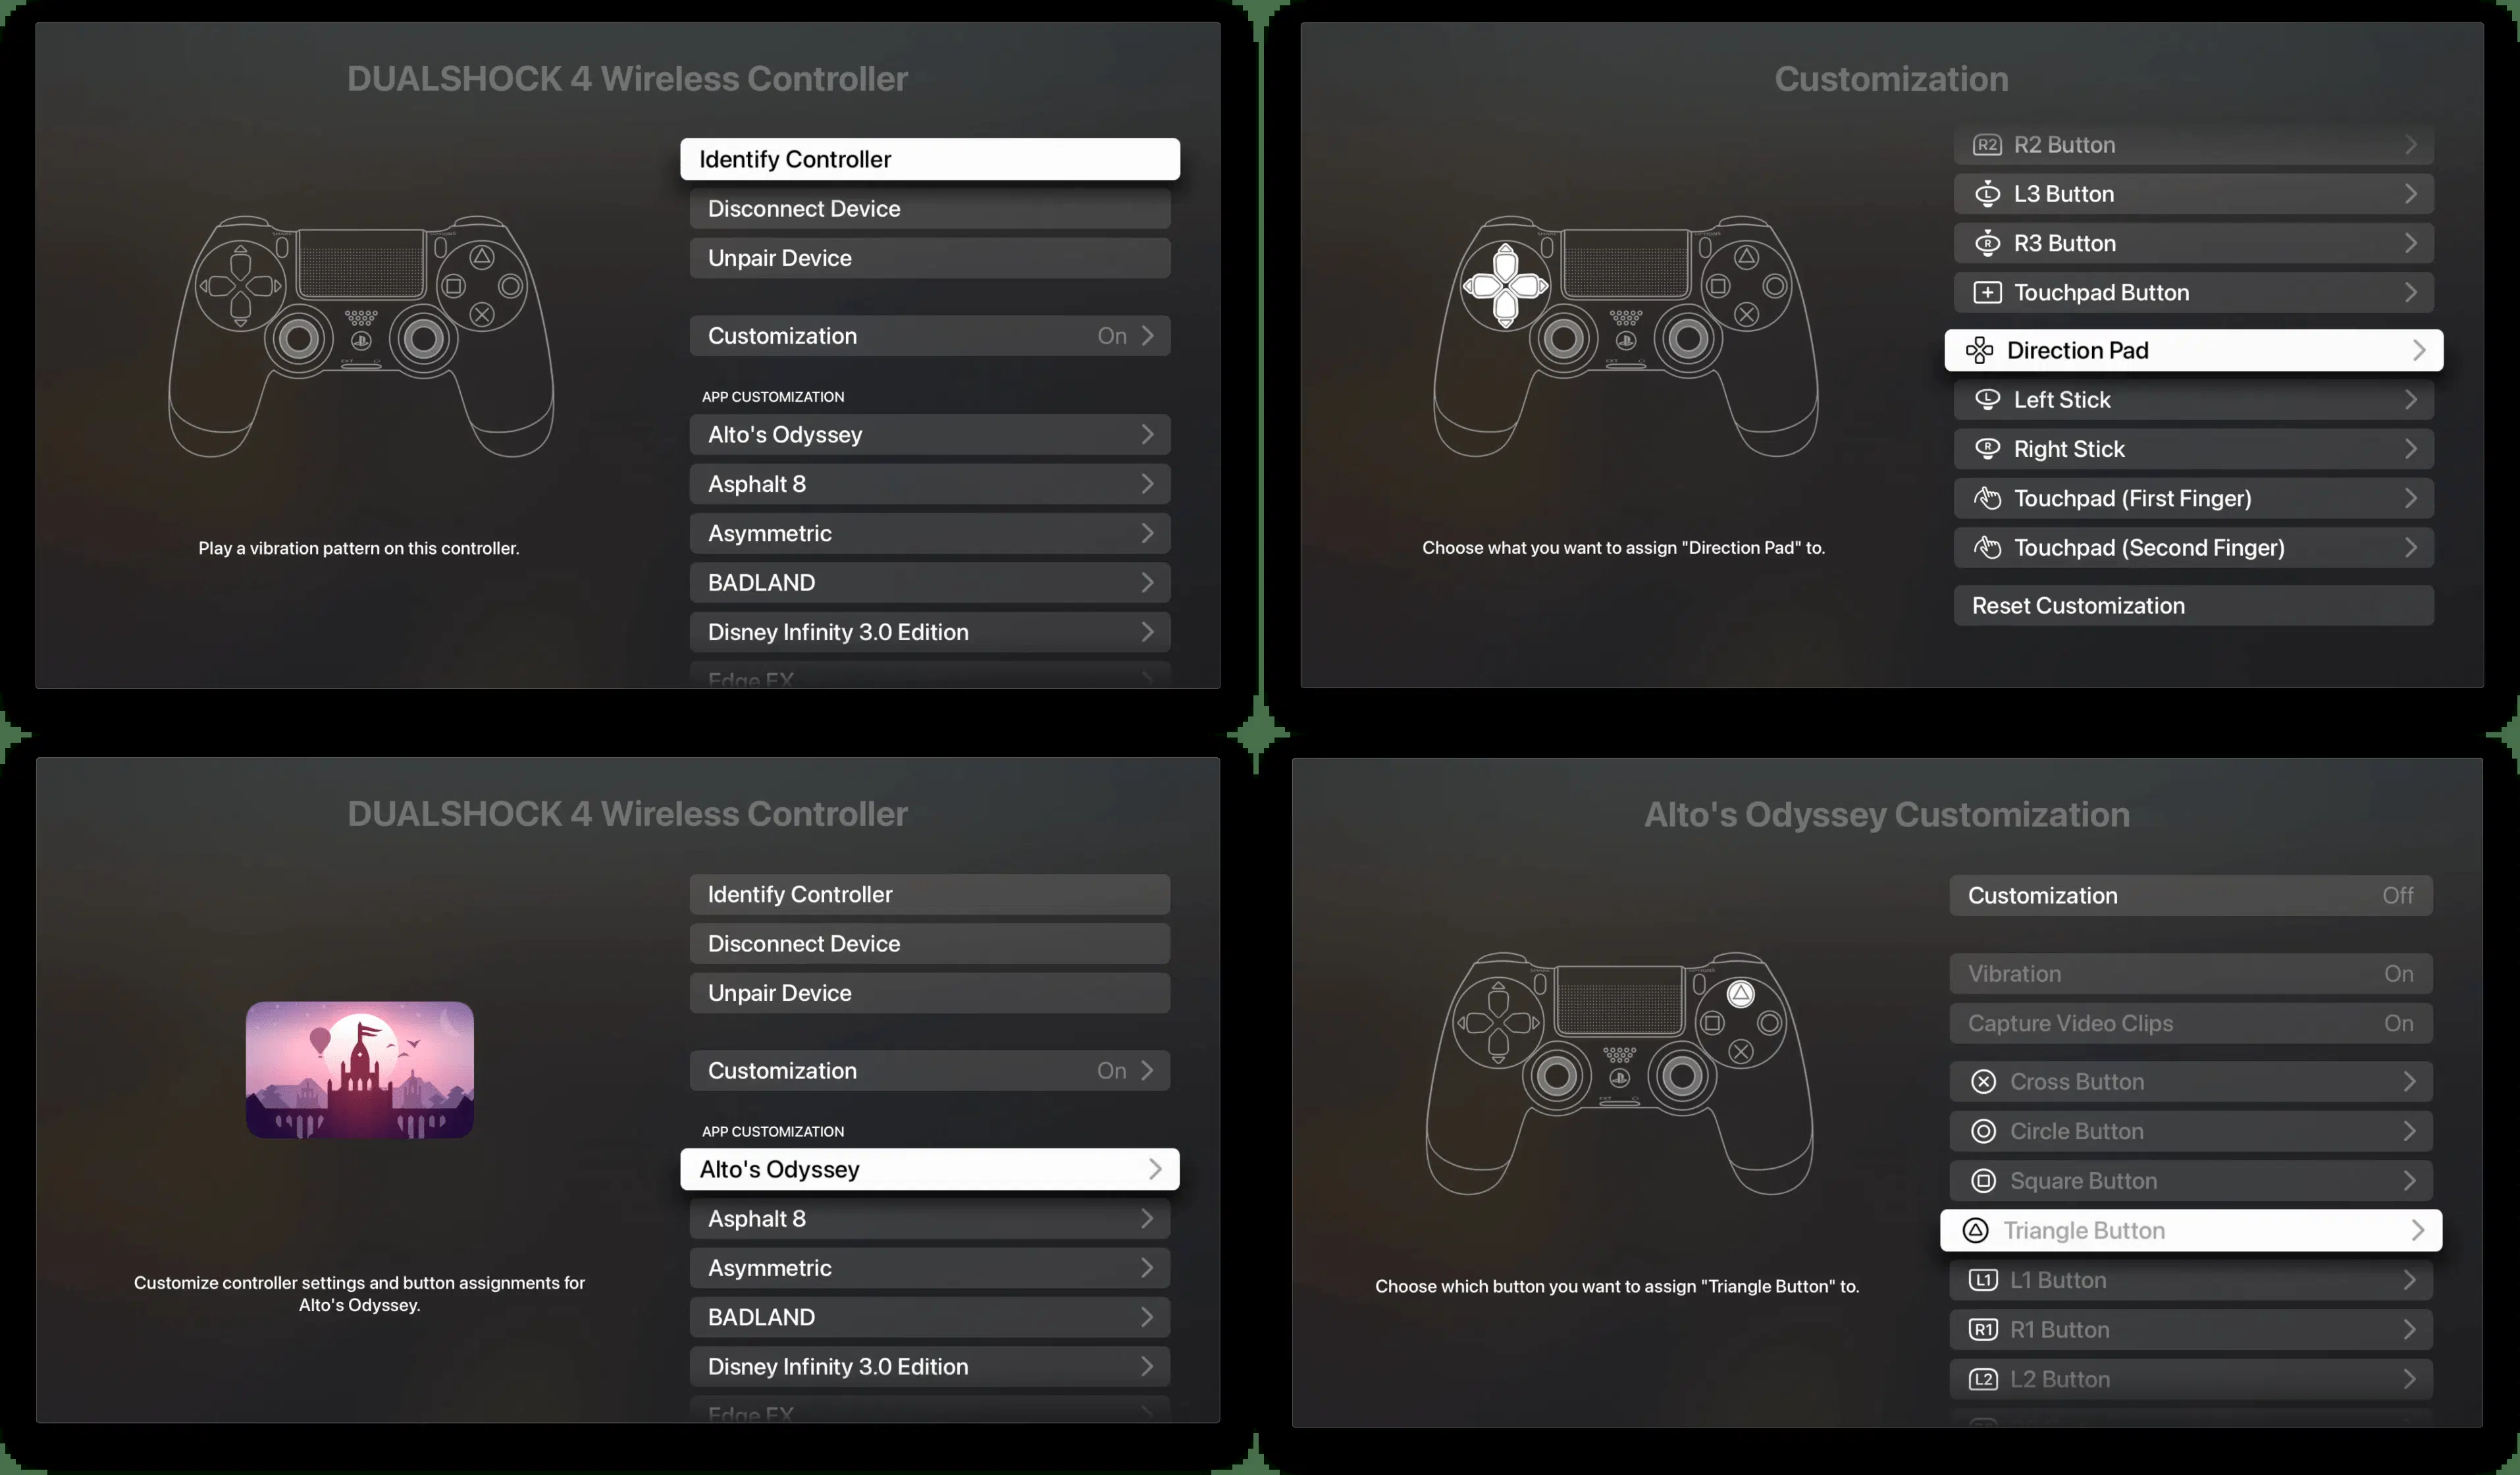 DUALSHOCK 4 Wireless Controller
Identify Controller
Disconnect Device
Unpair Device
Customization On
APP CUSTOMIZATION
Alto's Odyssey
Asphalt 8
Asymmetric
BADLAND
Disney Infinity 3.0 Edition
Edge EX
Play a vibration pattern on this controller.
Customization
R2 R2 Button
L L3 Button
R R3 Button
Touchpad Button
Direction Pad
L Left Stick
R Right Stick
Touchpad (First Finger)
Touchpad (Second Finger)
Reset Customization
Choose what you want to assign "Direction Pad" to.
DUALSHOCK 4 Wireless Controller
Identify Controller
Disconnect Device
Unpair Device
Customization On
APP CUSTOMIZATION
Alto's Odyssey
Asphalt 8
Asymmetric
BADLAND
Disney Infinity 3.0 Edition
Edge EX
Customize controller settings and button assignments for
Alto's Odyssey.
Alto's Odyssey Customization
Customization Off
Vibration On
Capture Video Clips On
Cross Button
Circle Button
Square Button
Triangle Button
L1 L1 Button
R1 R1 Button
L2 L2 Button
Choose which button you want to assign "Triangle Button" to.